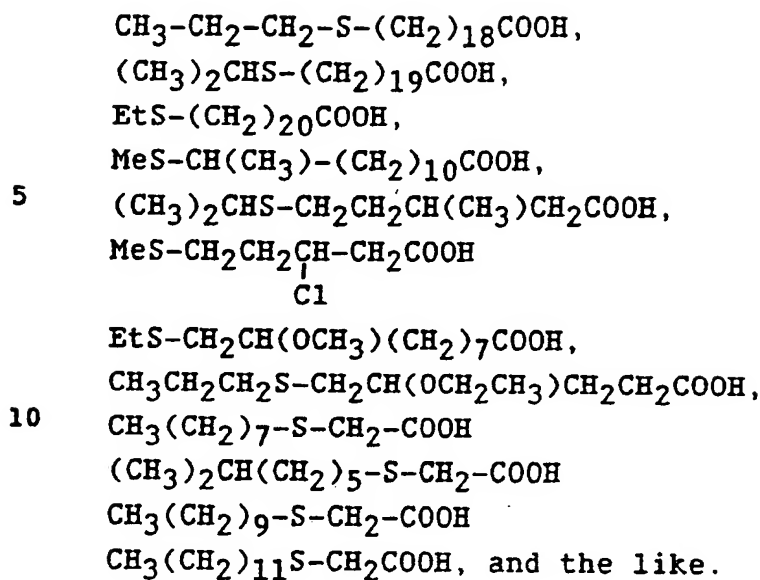 CH₃-CH₂-CH₂-S-(CH₂)₁₈COOH,
(CH₃)₂CHS-(CH₂)₁₉COOH,
EtS-(CH₂)₂₀COOH,
MeS-CH(CH₃)-(CH₂)₁₀COOH,
5 (CH₃)₂CHS-CH₂CH₂CH(CH₃)CH₂COOH,
MeS-CH₂CH₂CH-CH₂COOH
Cl
EtS-CH₂CH(OCH₃)(CH₂)₇COOH,
CH₃CH₂CH₂S-CH₂CH(OCH₂CH₃)CH₂CH₂COOH,
10 CH₃(CH₂)₇-S-CH₂-COOH
(CH₃)₂CH(CH₂)₅-S-CH₂-COOH
CH₃(CH₂)₉-S-CH₂-COOH
CH₃(CH₂)₁₁S-CH₂COOH, and the like.